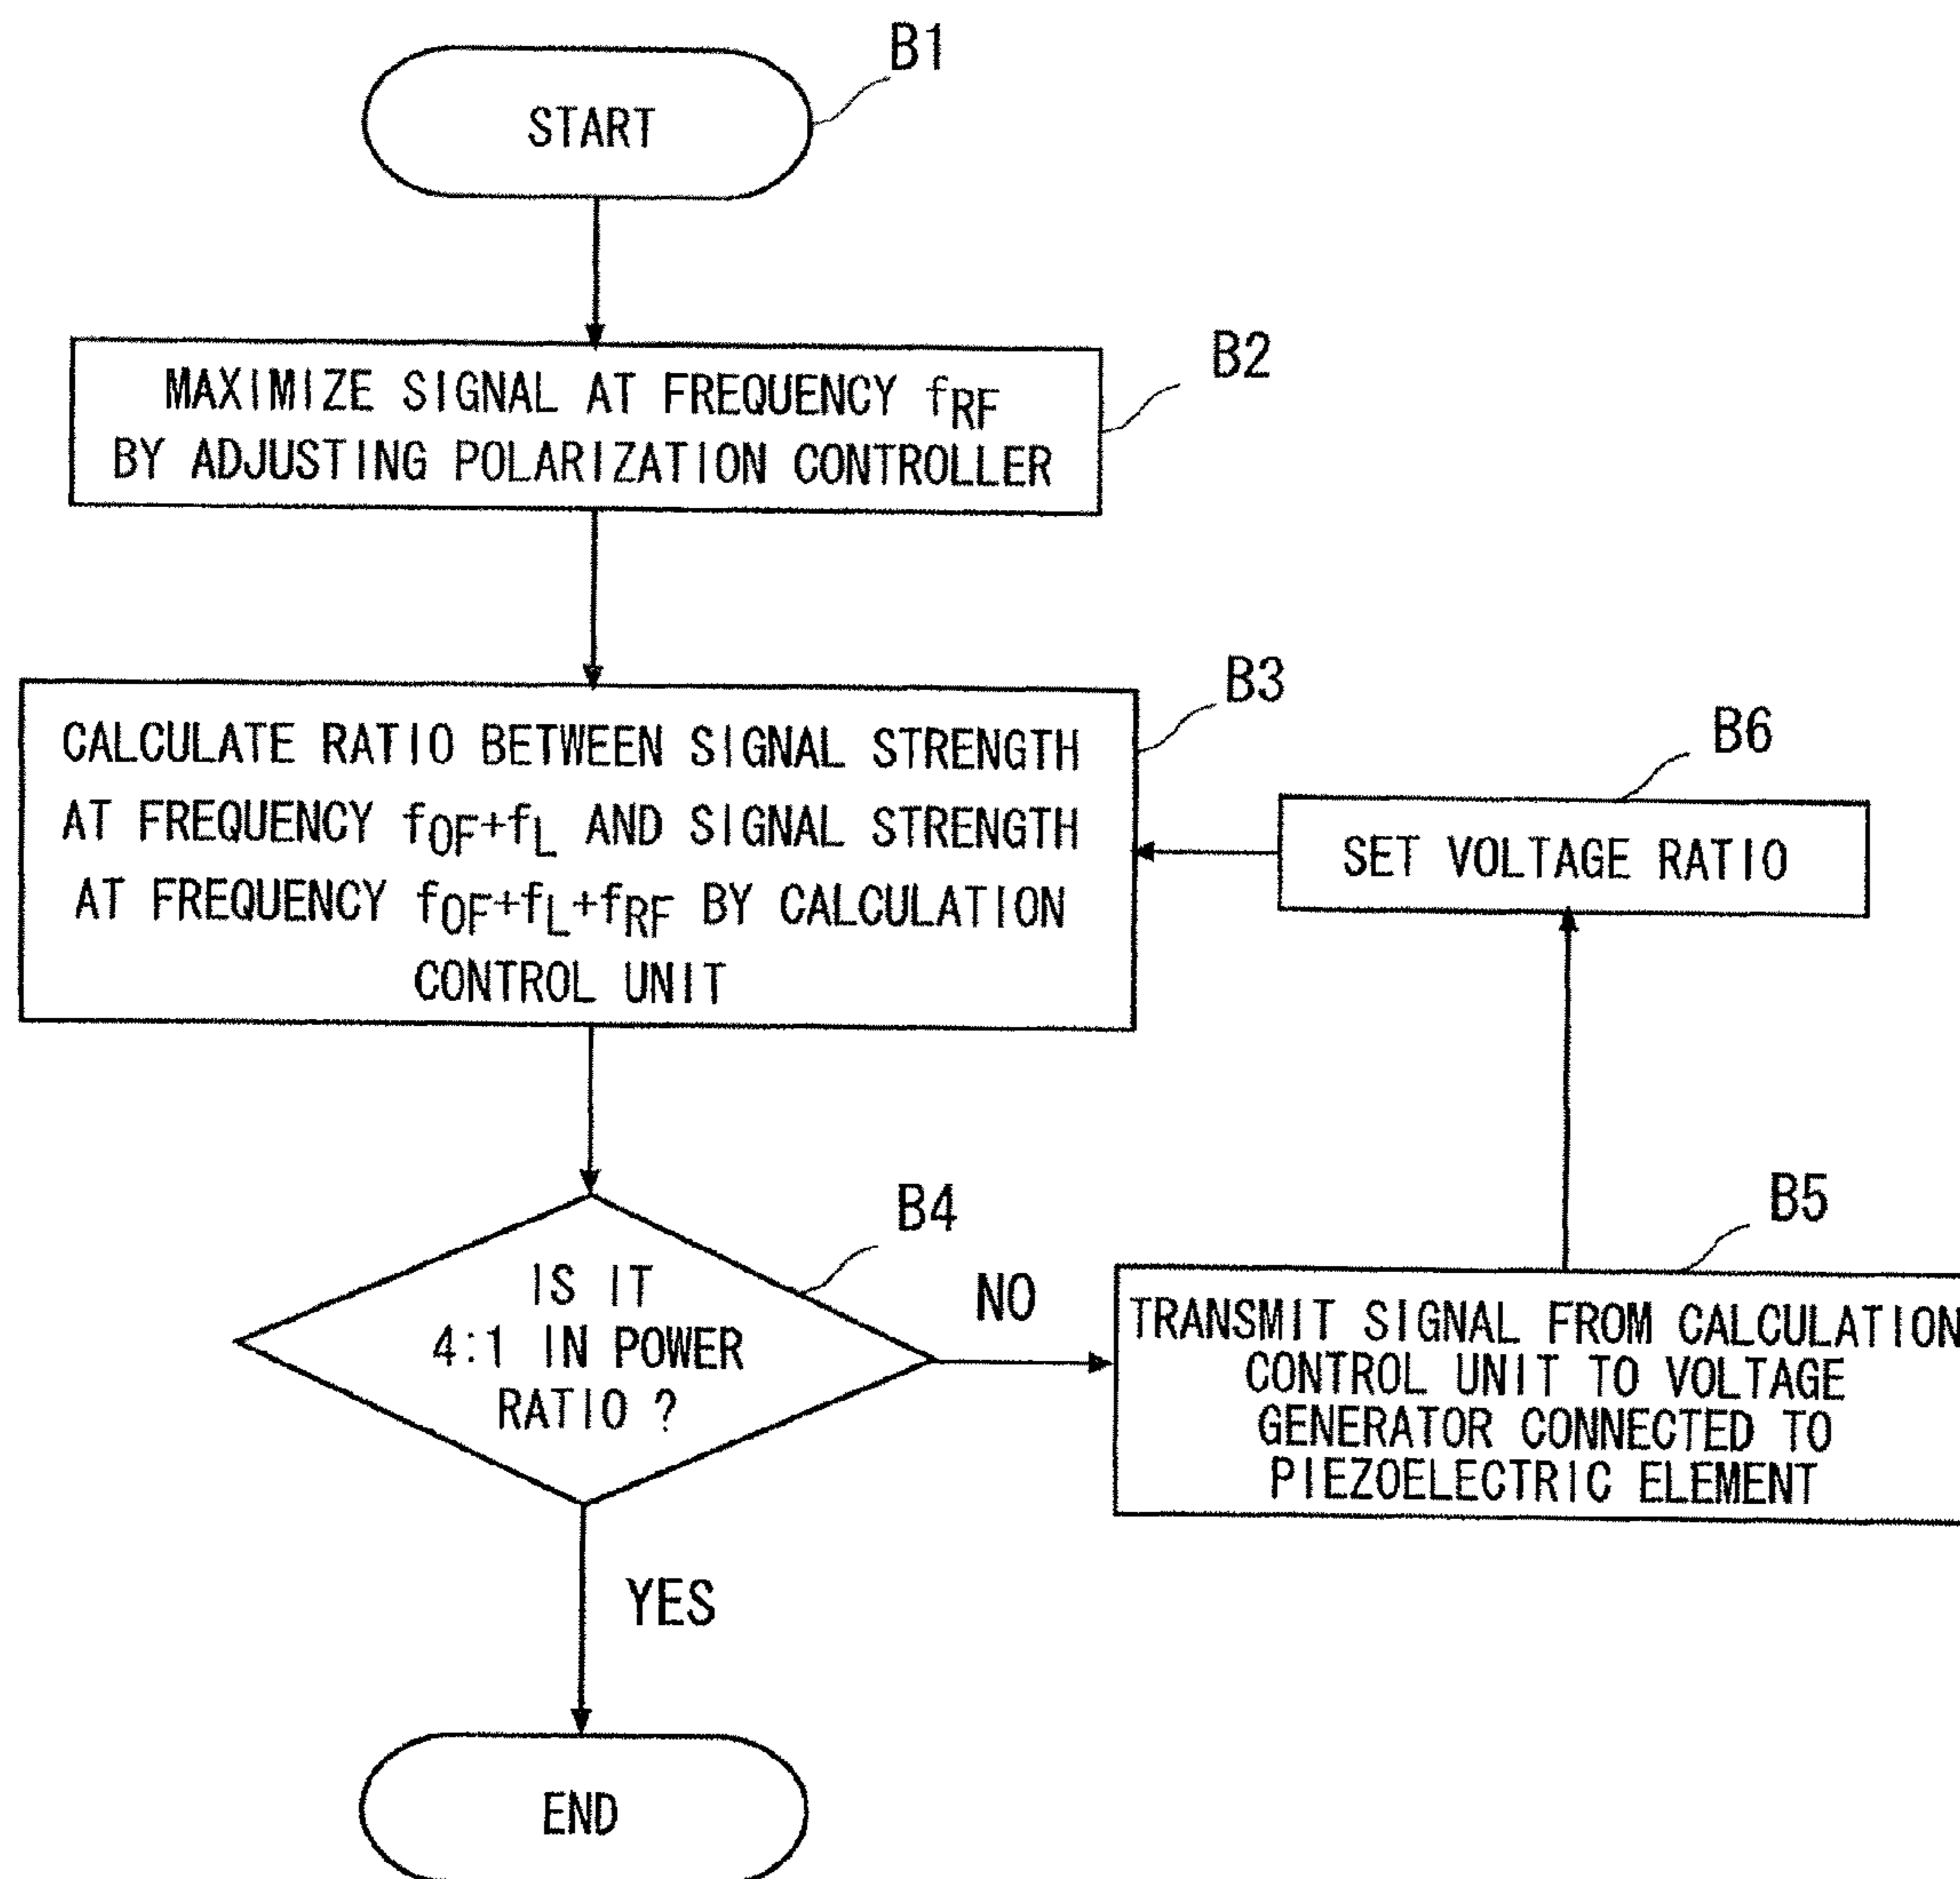 START
B1
MAXIMIZE SIGNAL AT FREQUENCY fRF
BY ADJUSTING POLARIZATION CONTROLLER
B2
CALCULATE RATIO BETWEEN SIGNAL STRENGTH
AT FREQUENCY fOF+fL AND SIGNAL STRENGTH
AT FREQUENCY fOF+fL+fRF BY CALCULATION
CONTROL UNIT
B3
IS IT
4:1 IN POWER
RATIO ?
B4
NO
TRANSMIT SIGNAL FROM CALCULATION
CONTROL UNIT TO VOLTAGE
GENERATOR CONNECTED TO
PIEZOELECTRIC ELEMENT
B5
SET VOLTAGE RATIO
B6
YES
END